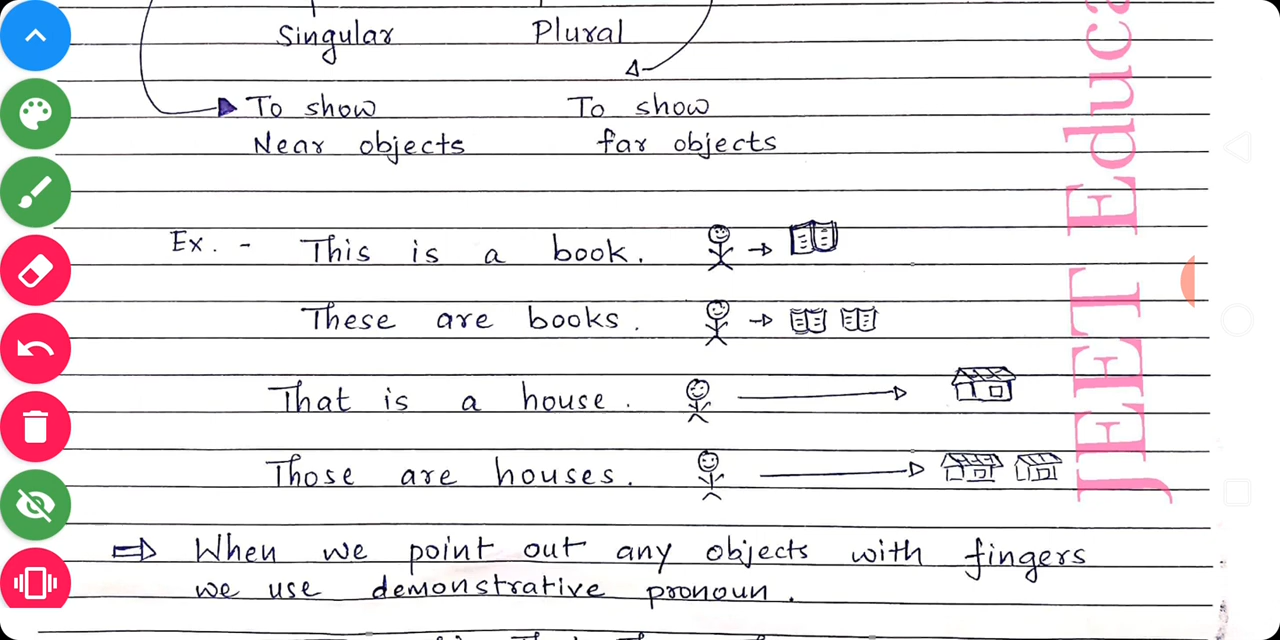 Singular Plural
To show To show
Near objects far objects
Ex. - This is a book.
These are books.
That is a house.
Those are houses.
⇒ When we point out any objects with fingers
we use demonstrative pronoun.
JEET Educa